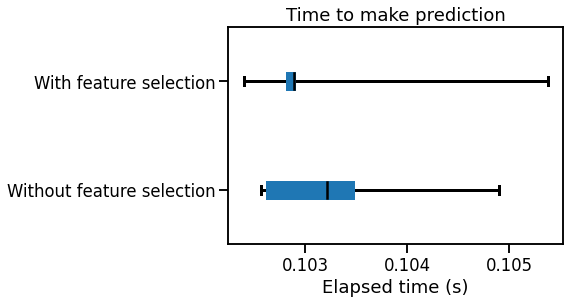 Time to make prediction
With feature selection
Without feature selection
0.103 0.104 0.105
Elapsed time (s)